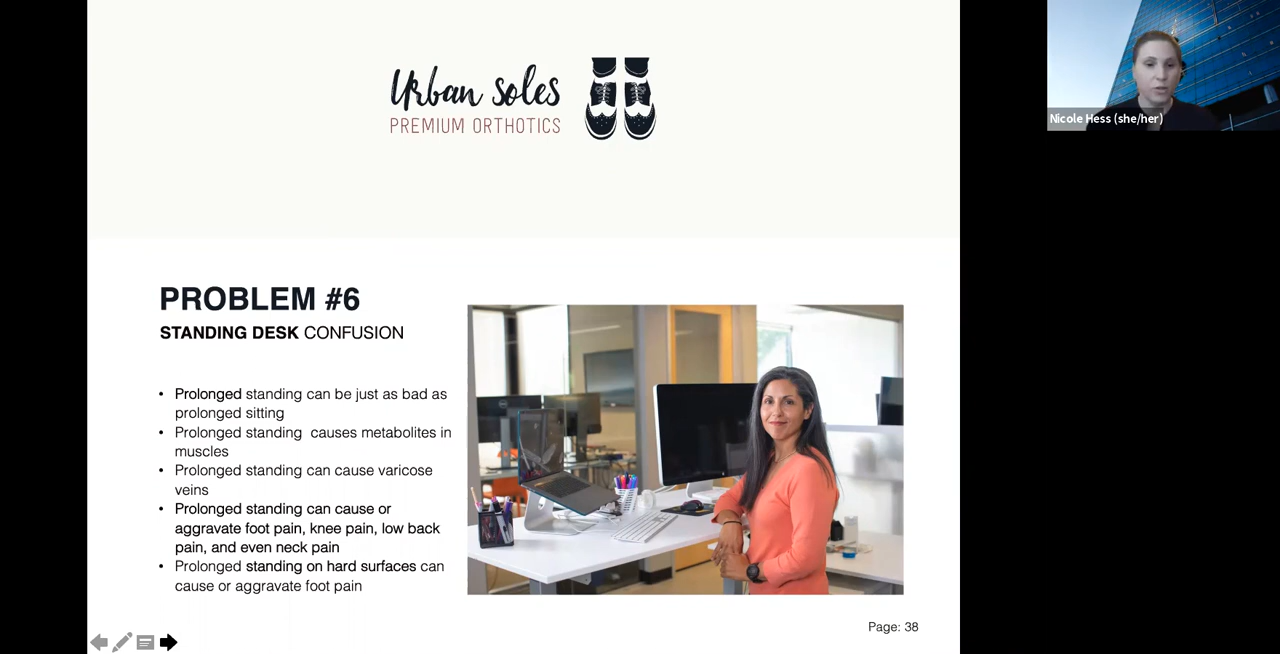 Urban soles
PREMIUM ORTHOTICS
Nicole Hess (she/her)
PROBLEM #6
STANDING DESK CONFUSION
• Prolonged standing can be just as bad as
prolonged sitting
• Prolonged standing causes metabolites in
muscles
• Prolonged standing can cause varicose
veins
• Prolonged standing can cause or
aggravate foot pain, knee pain, low back
pain, and even neck pain
• Prolonged standing on hard surfaces can
cause or aggravate foot pain
Page: 38